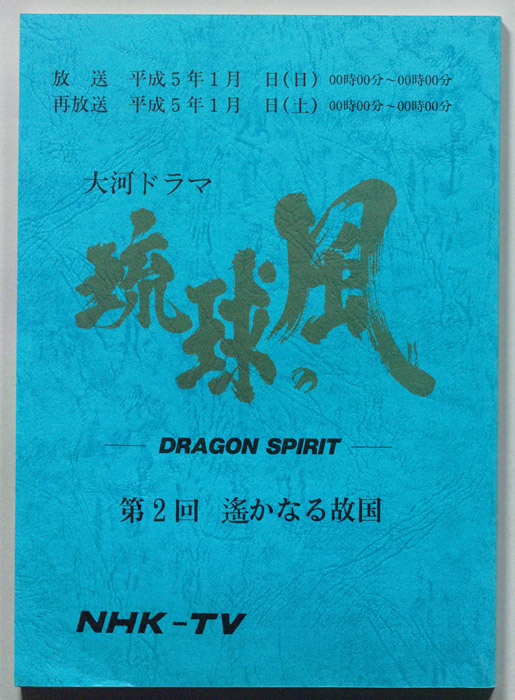 放 送 平成5年1月 日(日) 00時00分〜00時00分
再放送 平成5年1月 日(土) 00時00分〜00時00分
大河ドラマ
琉球の風
DRAGON SPIRIT
第2回 遙かなる故国
NHK-TV